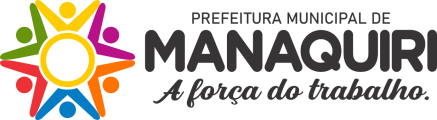 PREFEITURA MUNICIPAL DE
MANAQUIRI
A força do trabalho.